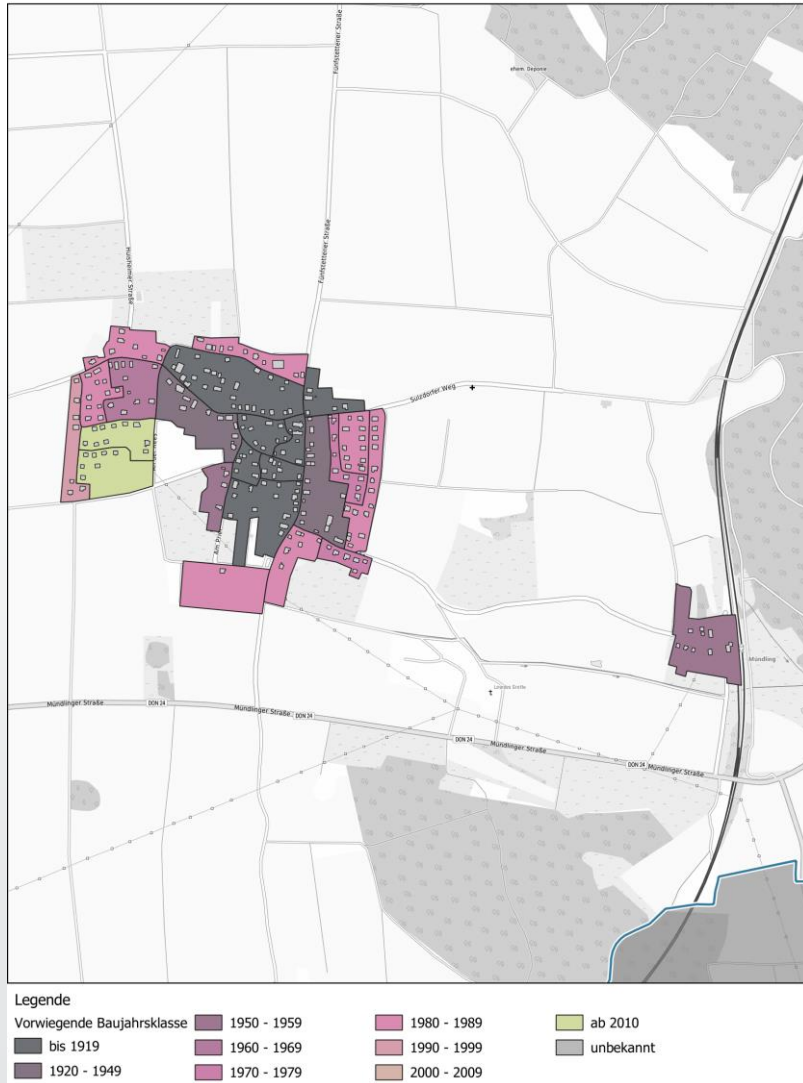 Fünfstettener Straße
ehem. Deponie
Huisheimer Straße
Fünfstettener Straße
Sulzdorfer Weg
Mündling
Mündlinger Straße
DON 24
Mündlinger Straße
DON 24
DON 24
Mündlinger Straße
DON 24
Mündlinger Straße
Legende
Vorwiegende Baujahrsklasse
bis 1919
1920 - 1949
1950 - 1959
1960 - 1969
1970 - 1979
1980 - 1989
1990 - 1999
2000 - 2009
ab 2010
unbekannt